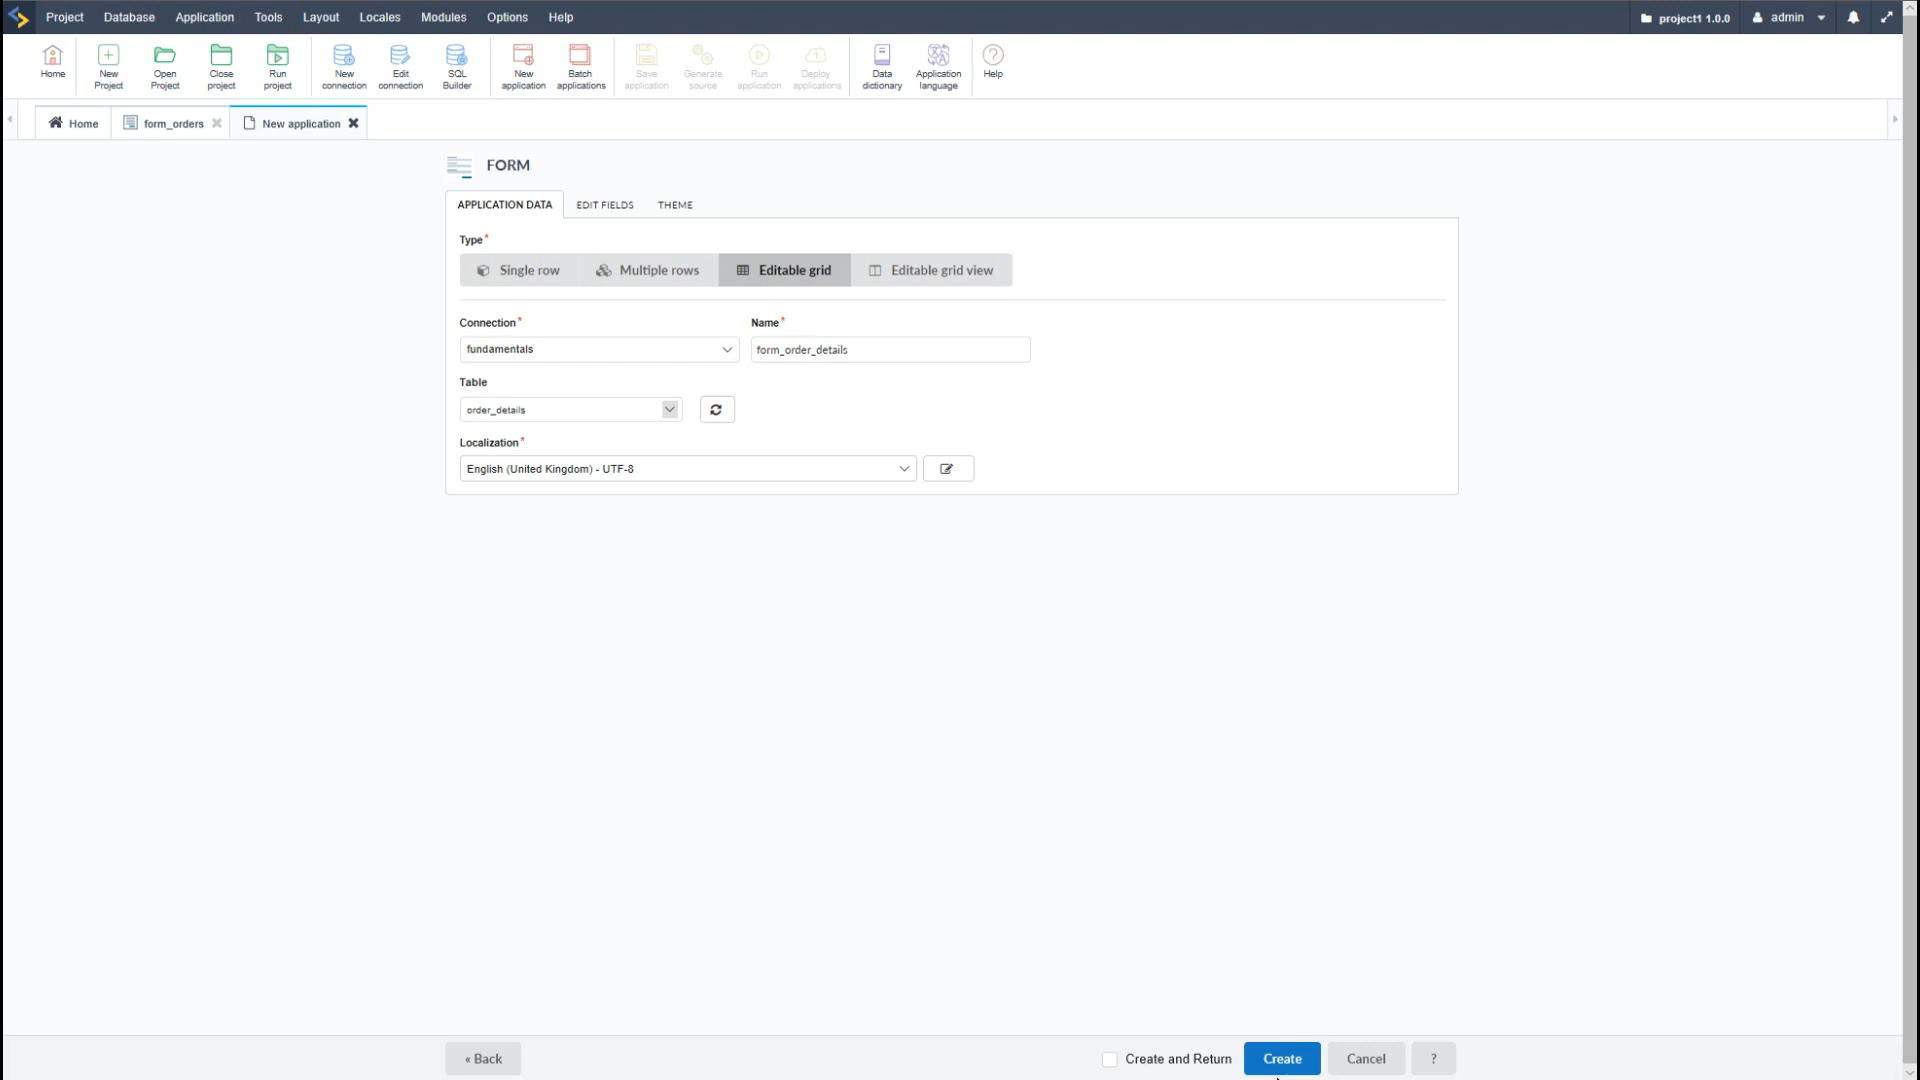 Project Database Application Tools Layout Locales Modules Options Help project1 1.0.0 admin
Home New Project Open Project Close project Run project New connection Edit connection SQL Builder New application Batch applications Save application Generate source Run application Deploy applications Data dictionary Application language Help
Home form_orders New application
FORM
APPLICATION DATA EDIT FIELDS THEME
Type*
Single row Multiple rows Editable grid Editable grid view
Connection* Name*
fundamentals form_order_details
Table
order_details
Localization*
English (United Kingdom) - UTF-8
« Back Create and Return Create Cancel ?